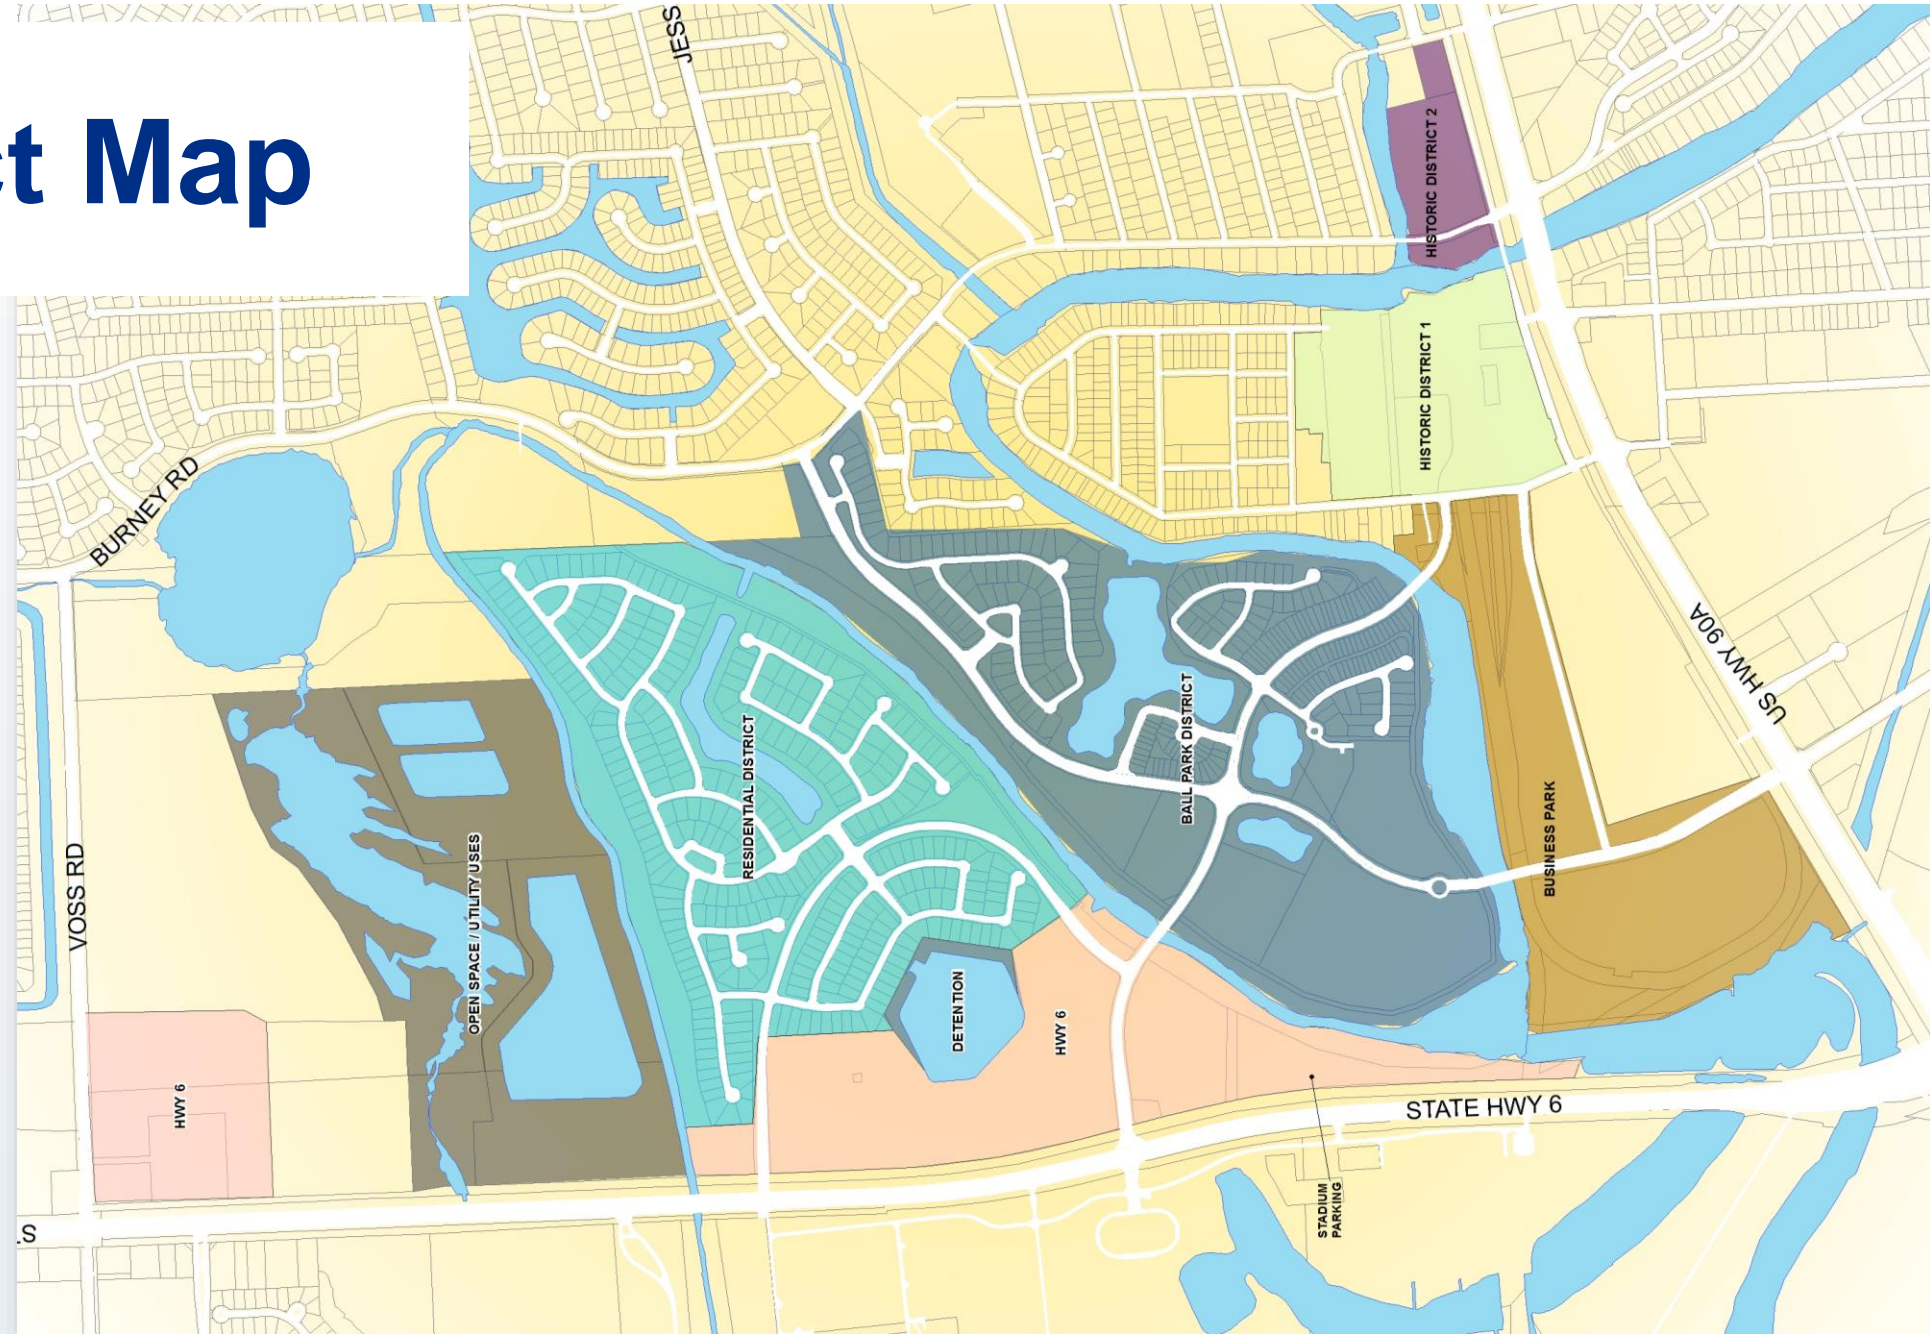 ct Map
JESS
HISTORIC DISTRICT 2
HISTORIC DISTRICT 1
BURNEY RD
US HWY 90A
RESIDENTIAL DISTRICT
BALL PARK DISTRICT
BUSINESS PARK
OPEN SPACE / UTILITY USES
VOSS RD
DETENTION
HWY 6
HWY 6
STATE HWY 6
STADIUM
PARKING
LS